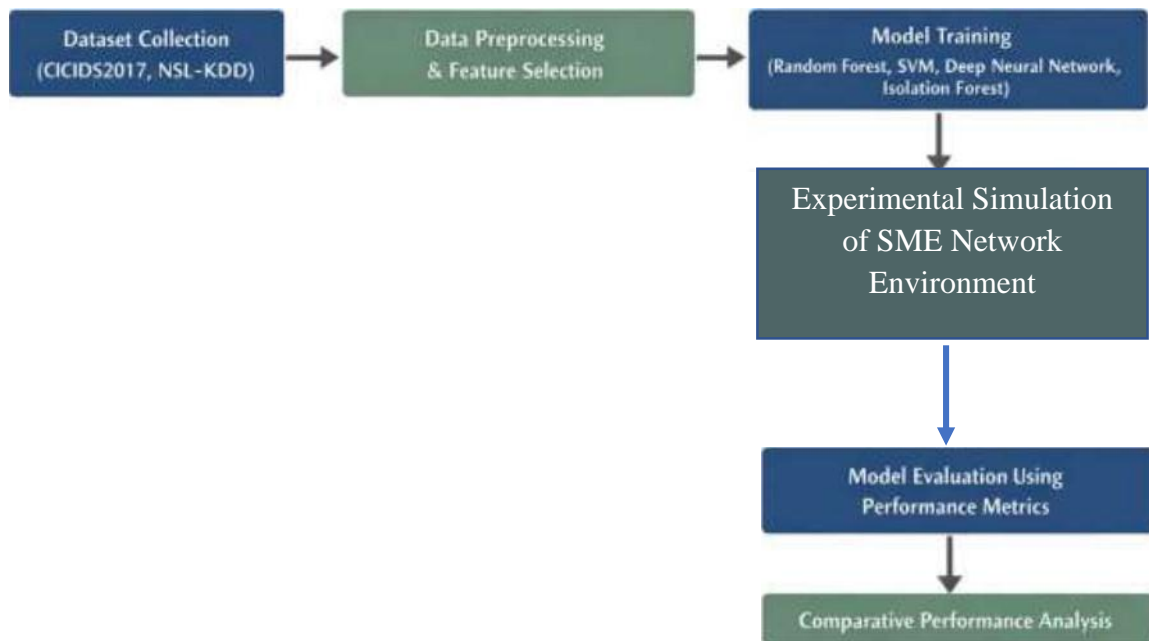 Dataset Collection
(CICIDS2017, NSL-KDD)
Data Preprocessing
& Feature Selection
Model Training
(Random Forest, SVM, Deep Neural Network,
Isolation Forest)
Experimental Simulation
of SME Network
Environment
Model Evaluation Using
Performance Metrics
Comparative Performance Analysis